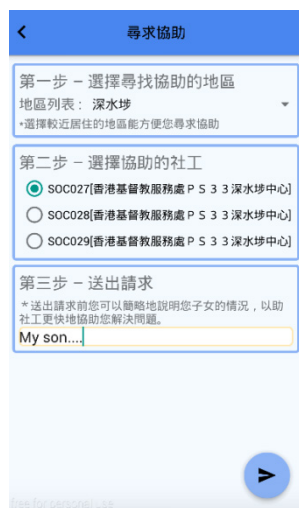 尋求協助
第一步 – 選擇尋找協助的地區
地區列表： 深水埗
*選擇較近居住的地區能方便您尋求協助
第二步 – 選擇協助的社工
SOC027[香港基督教服務處ＰＳ３３深水埗中心]
SOC028[香港基督教服務處ＰＳ３３深水埗中心]
SOC029[香港基督教服務處ＰＳ３３深水埗中心]
第三步 – 送出請求
*送出請求前您可以簡略地說明您子女的情況，以助
社工更快地協助您解決問題。
My son....
free for personal use